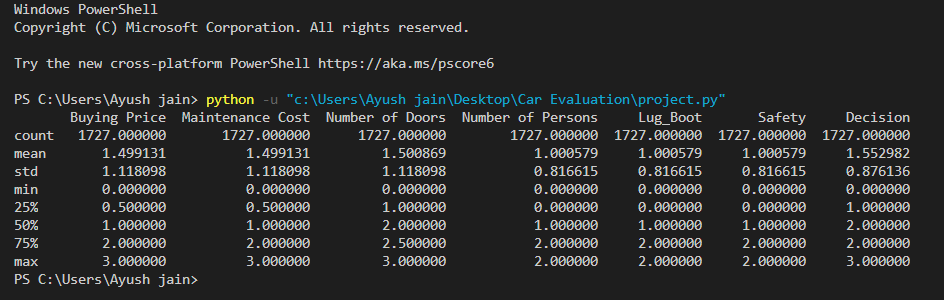 Windows PowerShell
Copyright (C) Microsoft Corporation. All rights reserved.
Try the new cross-platform PowerShell https://aka.ms/pscore6
PS C:\Users\Ayush jain> python -u "c:\Users\Ayush jain\Desktop\Car Evaluation\project.py"
Buying Price Maintenance Cost Number of Doors Number of Persons Lug_Boot Safety Decision
count 1727.000000 1727.000000 1727.000000 1727.000000 1727.000000 1727.000000 1727.000000
mean 1.499131 1.499131 1.500869 1.000579 1.000579 1.000579 1.552982
std 1.118098 1.118098 1.118098 0.816615 0.816615 0.816615 0.876136
min 0.000000 0.000000 0.000000 0.000000 0.000000 0.000000 0.000000
25% 0.500000 0.500000 1.000000 0.000000 0.000000 0.000000 1.000000
50% 1.000000 1.000000 2.000000 1.000000 1.000000 1.000000 2.000000
75% 2.000000 2.000000 2.500000 2.000000 2.000000 2.000000 2.000000
max 3.000000 3.000000 3.000000 2.000000 2.000000 2.000000 3.000000
PS C:\Users\Ayush jain>